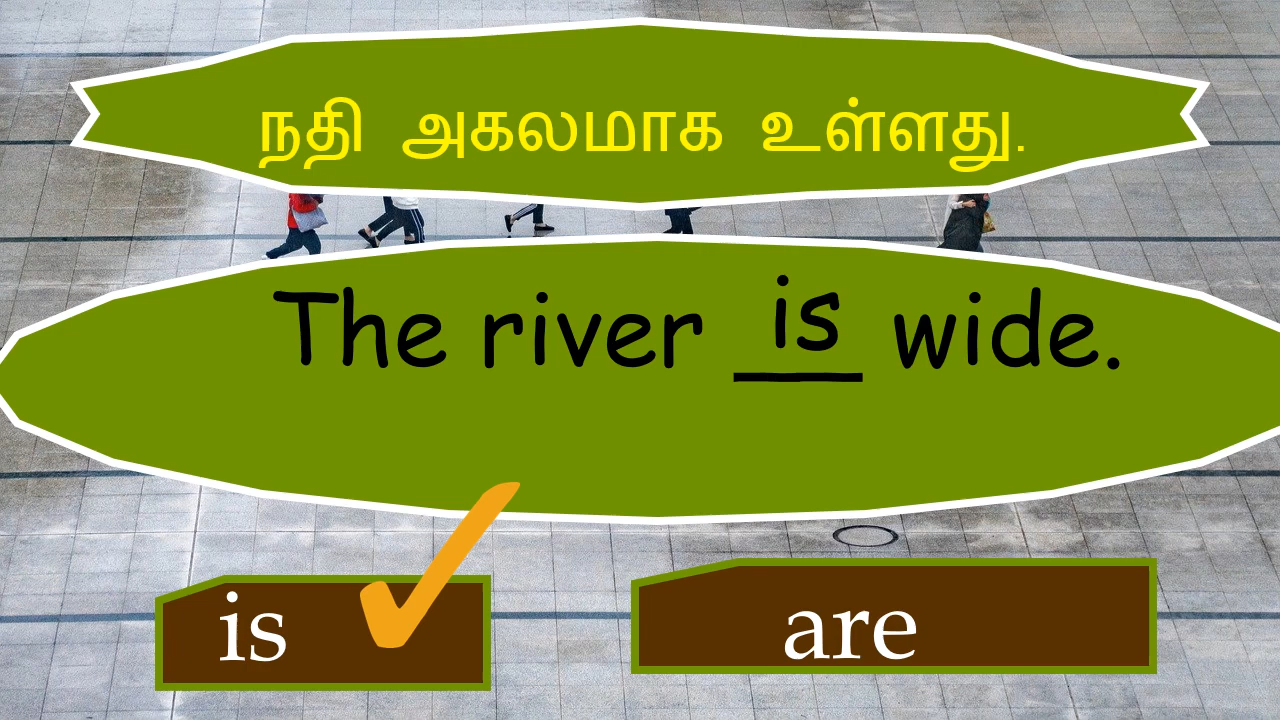 நதி அகலமாக உள்ளது.
The river is wide.
is
are